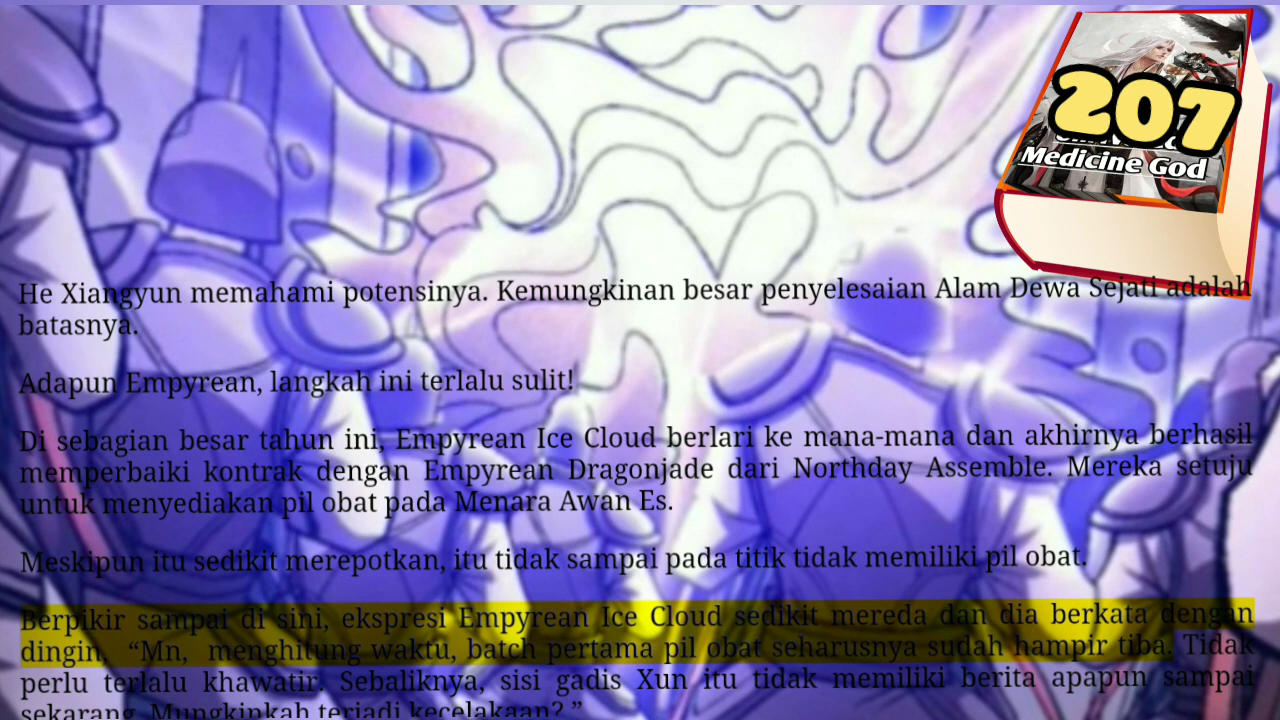 207
Medicine God
He Xiangyun memahami potensinya. Kemungkinan besar penyelesaian Alam Dewa Sejati adalah
batasnya.
Adapun Empyrean, langkah ini terlalu sulit!
Di sebagian besar tahun ini, Empyrean Ice Cloud berlari ke mana-mana dan akhirnya berhasil
memperbaiki kontrak dengan Empyrean Dragonjade dari Northday Assemble. Mereka setuju
untuk menyediakan pil obat pada Menara Awan Es.
Meskipun itu sedikit merepotkan, itu tidak sampai pada titik tidak memiliki pil obat.
Berpikir sampai di sini, ekspresi Empyrean Ice Cloud sedikit mereda dan dia berkata dengan
dingin, “Mn, menghitung waktu, batch pertama pil obat seharusnya sudah hampir tiba. Tidak
perlu terlalu khawatir. Sebaliknya, sisi gadis Xun itu tidak memiliki berita apapun sampai
sekarang. Mungkinkah terjadi kecelakaan? ”